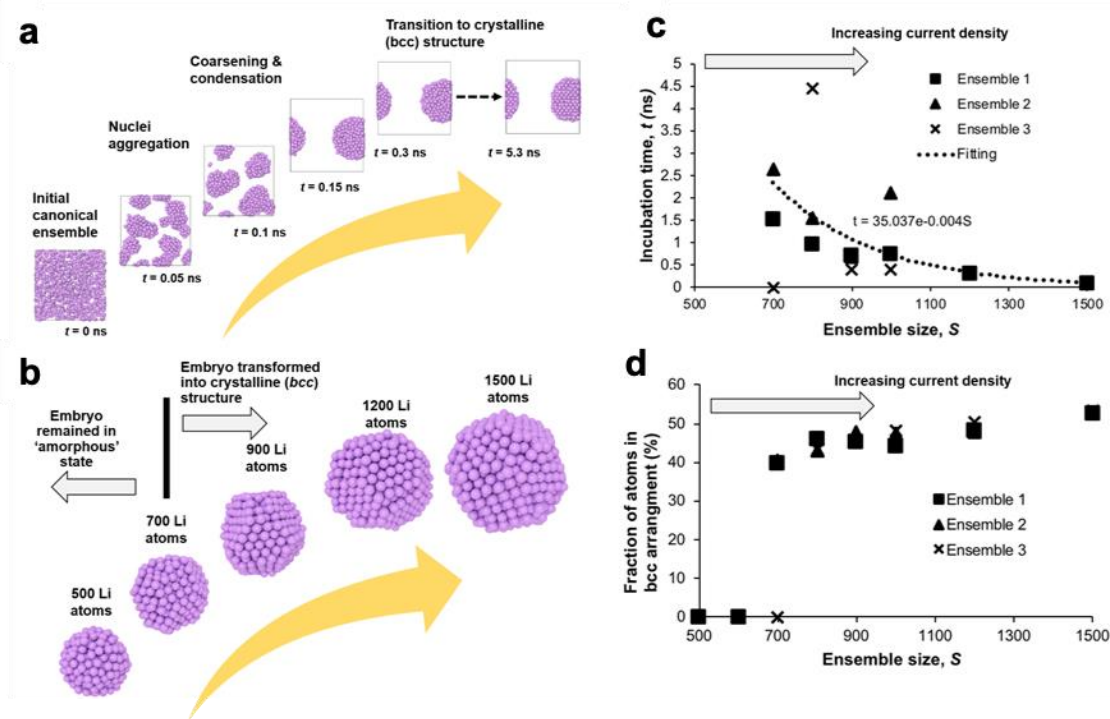 a
Transition to crystalline
(bcc) structure
Coarsening &
condensation
Nuclei
aggregation
Initial
canonical
ensemble
t = 0 ns
t = 0.05 ns
t = 0.1 ns
t = 0.15 ns
t = 0.3 ns
t = 5.3 ns
b
Embryo transformed
into crystalline (bcc)
structure
Embryo
remained in
‘amorphous’
state
500 Li
atoms
700 Li
atoms
900 Li
atoms
1200 Li
atoms
1500 Li
atoms
c
Increasing current density
Incubation time, t (ns)
5
4.5
4
3.5
3
2.5
2
1.5
1
0.5
0
Ensemble 1
Ensemble 2
Ensemble 3
Fitting
t = 35.037e-0.004S
500 700 900 1100 1300 1500
Ensemble size, S
d
Increasing current density
Fraction of atoms in
bcc arrangment (%)
60
50
40
30
20
10
0
Ensemble 1
Ensemble 2
Ensemble 3
500 700 900 1100 1300 1500
Ensemble size, S